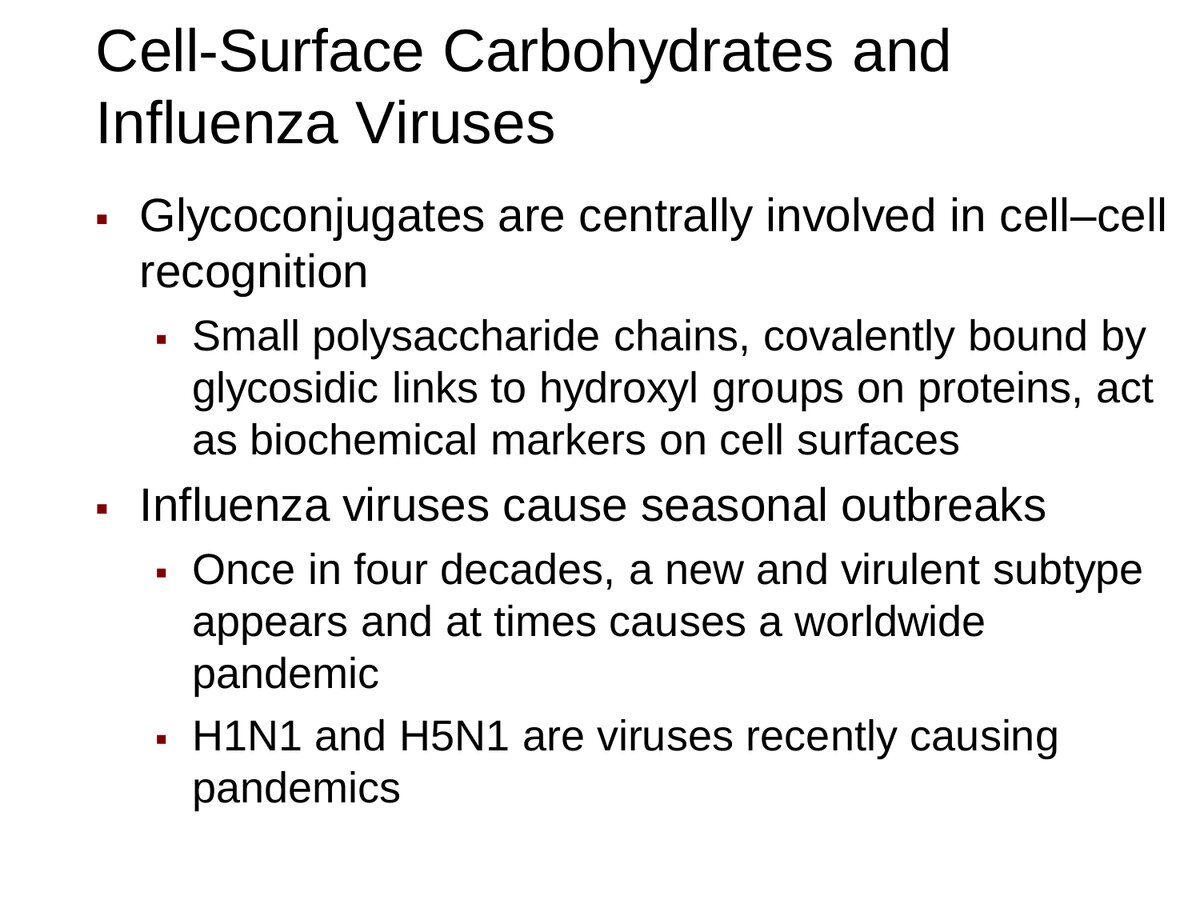 Cell-Surface Carbohydrates and
Influenza Viruses
▪ Glycoconjugates are centrally involved in cell–cell
recognition
▪ Small polysaccharide chains, covalently bound by
glycosidic links to hydroxyl groups on proteins, act
as biochemical markers on cell surfaces
▪ Influenza viruses cause seasonal outbreaks
▪ Once in four decades, a new and virulent subtype
appears and at times causes a worldwide
pandemic
▪ H1N1 and H5N1 are viruses recently causing
pandemics